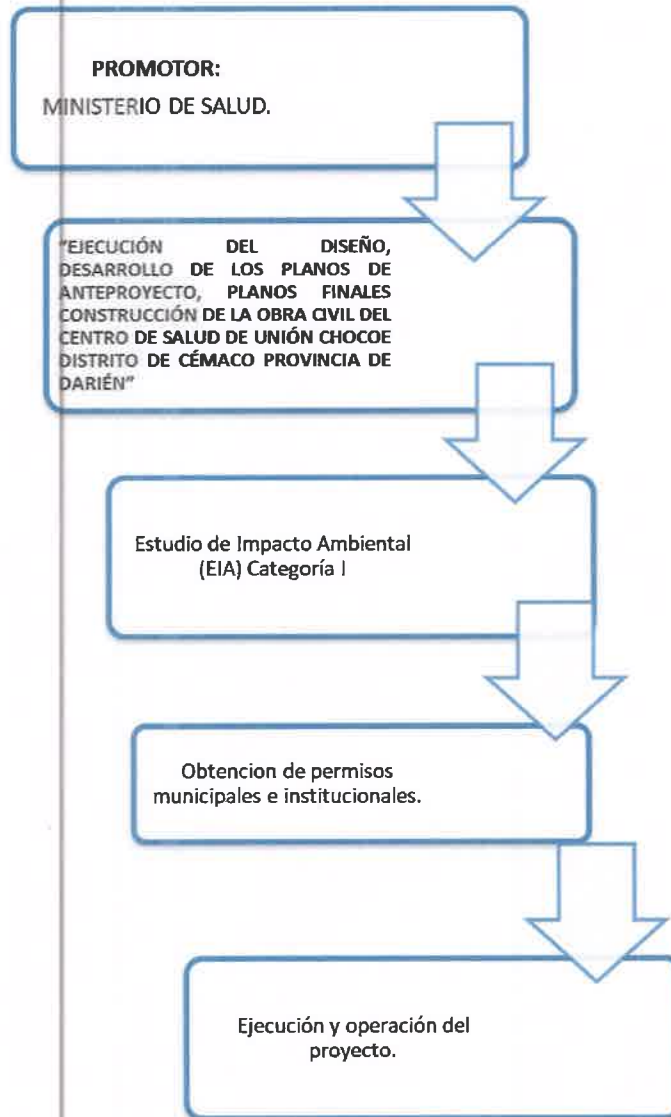 PROMOTOR:
MINISTERIO DE SALUD.
"EJECUCIÓN DEL DISEÑO,
DESARROLLO DE LOS PLANOS DE
ANTEPROYECTO, PLANOS FINALES
CONSTRUCCIÓN DE LA OBRA CIVIL DEL
CENTRO DE SALUD DE UNIÓN CHOCOE
DISTRITO DE CÉMACO PROVINCIA DE
DARIÉN"
Estudio de Impacto Ambiental
(EIA) Categoría I
Obtencion de permisos
municipales e institucionales.
Ejecución y operación del
proyecto.